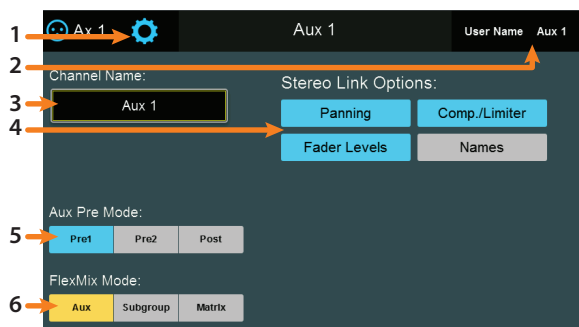 1 Ax 1 Aux 1 User Name Aux 1
2
Channel Name: Stereo Link Options:
3 Aux 1 Panning Comp./Limiter
4
Fader Levels Names
Aux Pre Mode:
5 Pre1 Pre2 Post
FlexMix Mode:
6 Aux Subgroup Matrix